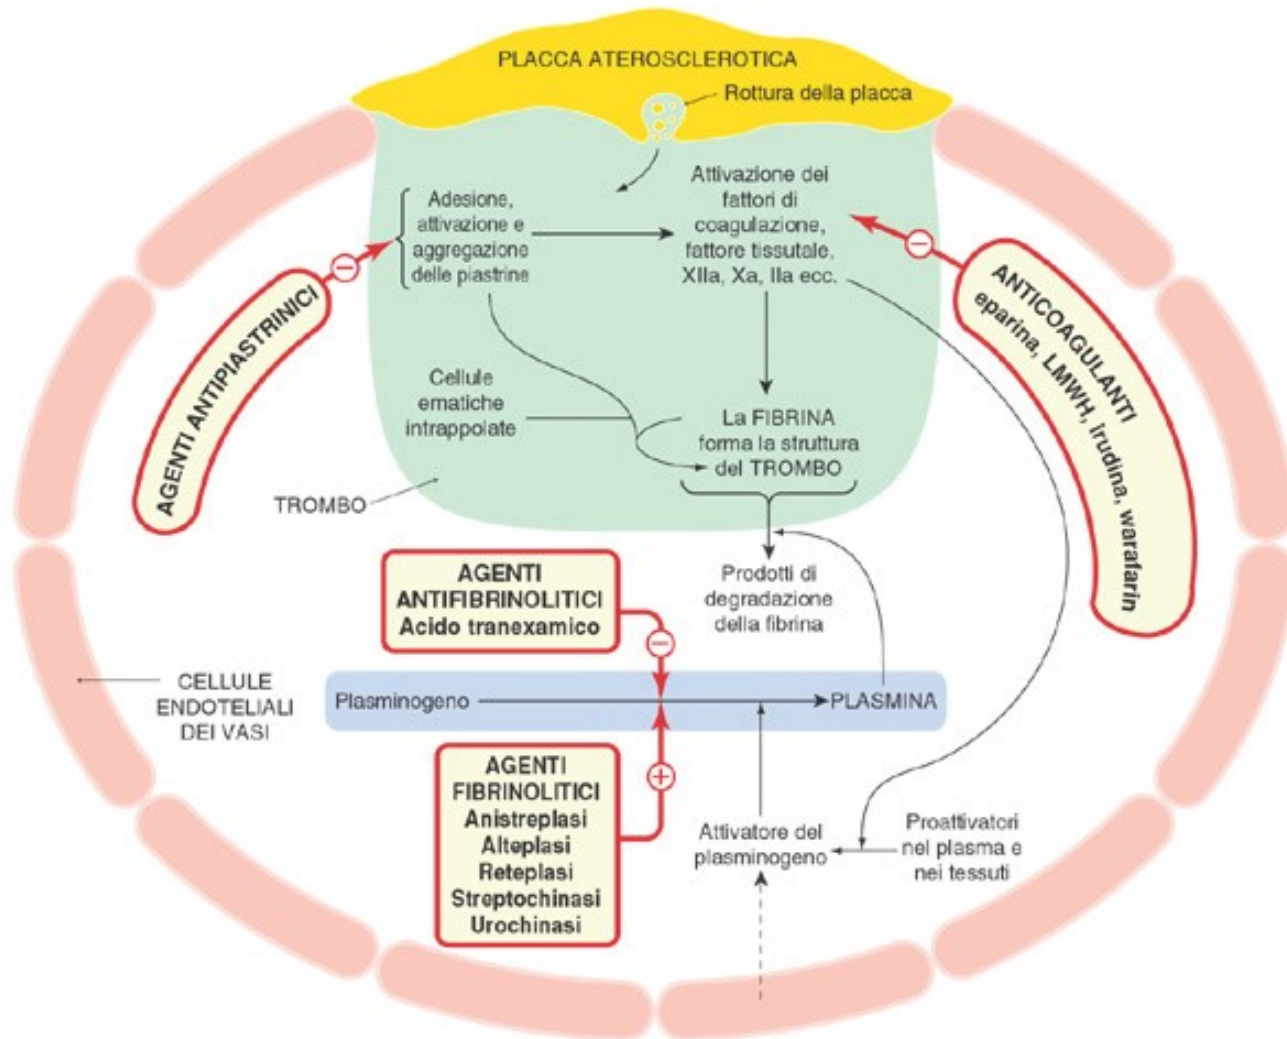 PLACCA ATEROSCLEROTICA
Rottura della placca
Adesione,
attivazione e
aggregazione
delle piastrine
Attivazione dei
fattori di
coagulazione,
fattore tissutale,
XIIa, Xa, IIa ecc.
AGENTI ANTIPIASTRINICI
−
−
ANTICOAGULANTI
eparina, LMWH, irudina, warafarin
Cellule
ematiche
intrappolate
La FIBRINA
forma la struttura
del TROMBO
TROMBO
AGENTI
ANTIFIBRINOLITICI
Acido tranexamico
−
Prodotti di
degradazione
della fibrina
CELLULE
ENDOTELIALI
DEI VASI
Plasminogeno
PLASMINA
AGENTI
FIBRINOLITICI
Anistreplasi
Alteplasi
Reteplasi
Streptochinasi
Urochinasi
+
Attivatore del
plasminogeno
Proattivatori
nel plasma e
nei tessuti